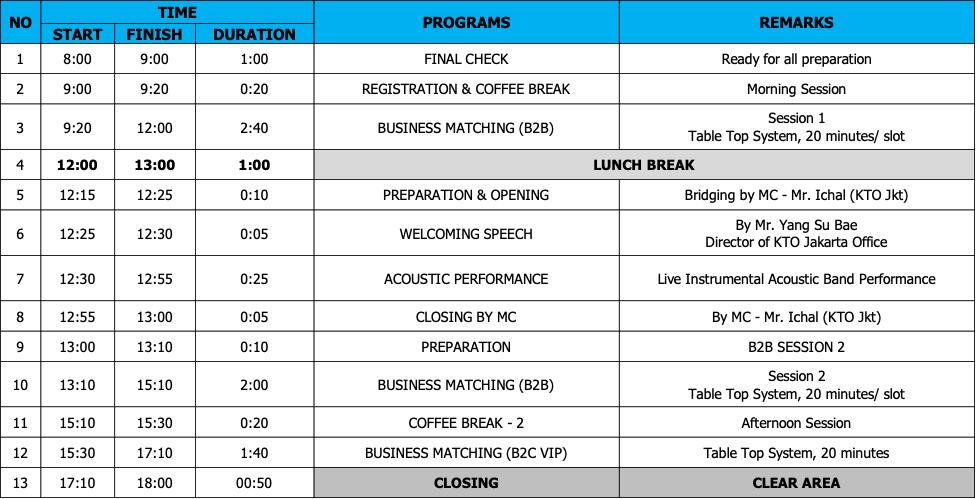 NO TIME PROGRAMS REMARKS
START FINISH DURATION
1 8:00 9:00 1:00 FINAL CHECK Ready for all preparation
2 9:00 9:20 0:20 REGISTRATION & COFFEE BREAK Morning Session
3 9:20 12:00 2:40 BUSINESS MATCHING (B2B) Session 1
Table Top System, 20 minutes/ slot
4 12:00 13:00 1:00 LUNCH BREAK
5 12:15 12:25 0:10 PREPARATION & OPENING Bridging by MC - Mr. Ichal (KTO Jkt)
6 12:25 12:30 0:05 WELCOMING SPEECH By Mr. Yang Su Bae
Director of KTO Jakarta Office
7 12:30 12:55 0:25 ACOUSTIC PERFORMANCE Live Instrumental Acoustic Band Performance
8 12:55 13:00 0:05 CLOSING BY MC By MC - Mr. Ichal (KTO Jkt)
9 13:00 13:10 0:10 PREPARATION B2B SESSION 2
10 13:10 15:10 2:00 BUSINESS MATCHING (B2B) Session 2
Table Top System, 20 minutes/ slot
11 15:10 15:30 0:20 COFFEE BREAK - 2 Afternoon Session
12 15:30 17:10 1:40 BUSINESS MATCHING (B2C VIP) Table Top System, 20 minutes
13 17:10 18:00 00:50 CLOSING CLEAR AREA